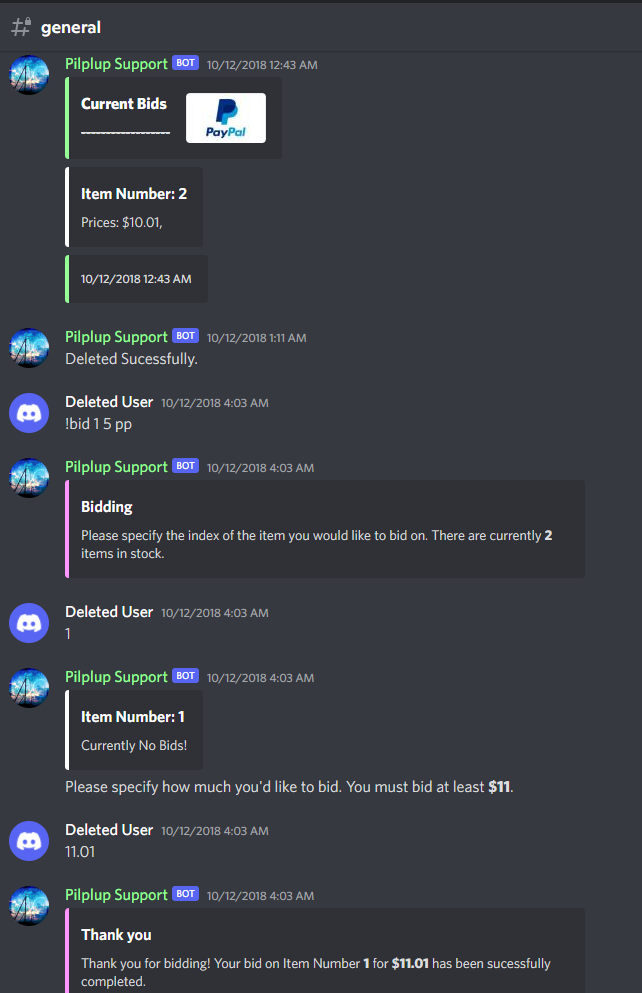 general
Pilplup Support BOT 10/12/2018 12:43 AM
Current Bids
------------------
PayPal
Item Number: 2
Prices: $10.01,
10/12/2018 12:43 AM
Pilplup Support BOT 10/12/2018 1:11 AM
Deleted Sucessfully.
Deleted User 10/12/2018 4:03 AM
!bid 1 5 pp
Pilplup Support BOT 10/12/2018 4:03 AM
Bidding
Please specify the index of the item you would like to bid on. There are currently 2
items in stock.
Deleted User 10/12/2018 4:03 AM
1
Pilplup Support BOT 10/12/2018 4:03 AM
Item Number: 1
Currently No Bids!
Please specify how much you'd like to bid. You must bid at least $11.
Deleted User 10/12/2018 4:03 AM
11.01
Pilplup Support BOT 10/12/2018 4:03 AM
Thank you
Thank you for bidding! Your bid on Item Number 1 for $11.01 has been sucessfully
completed.